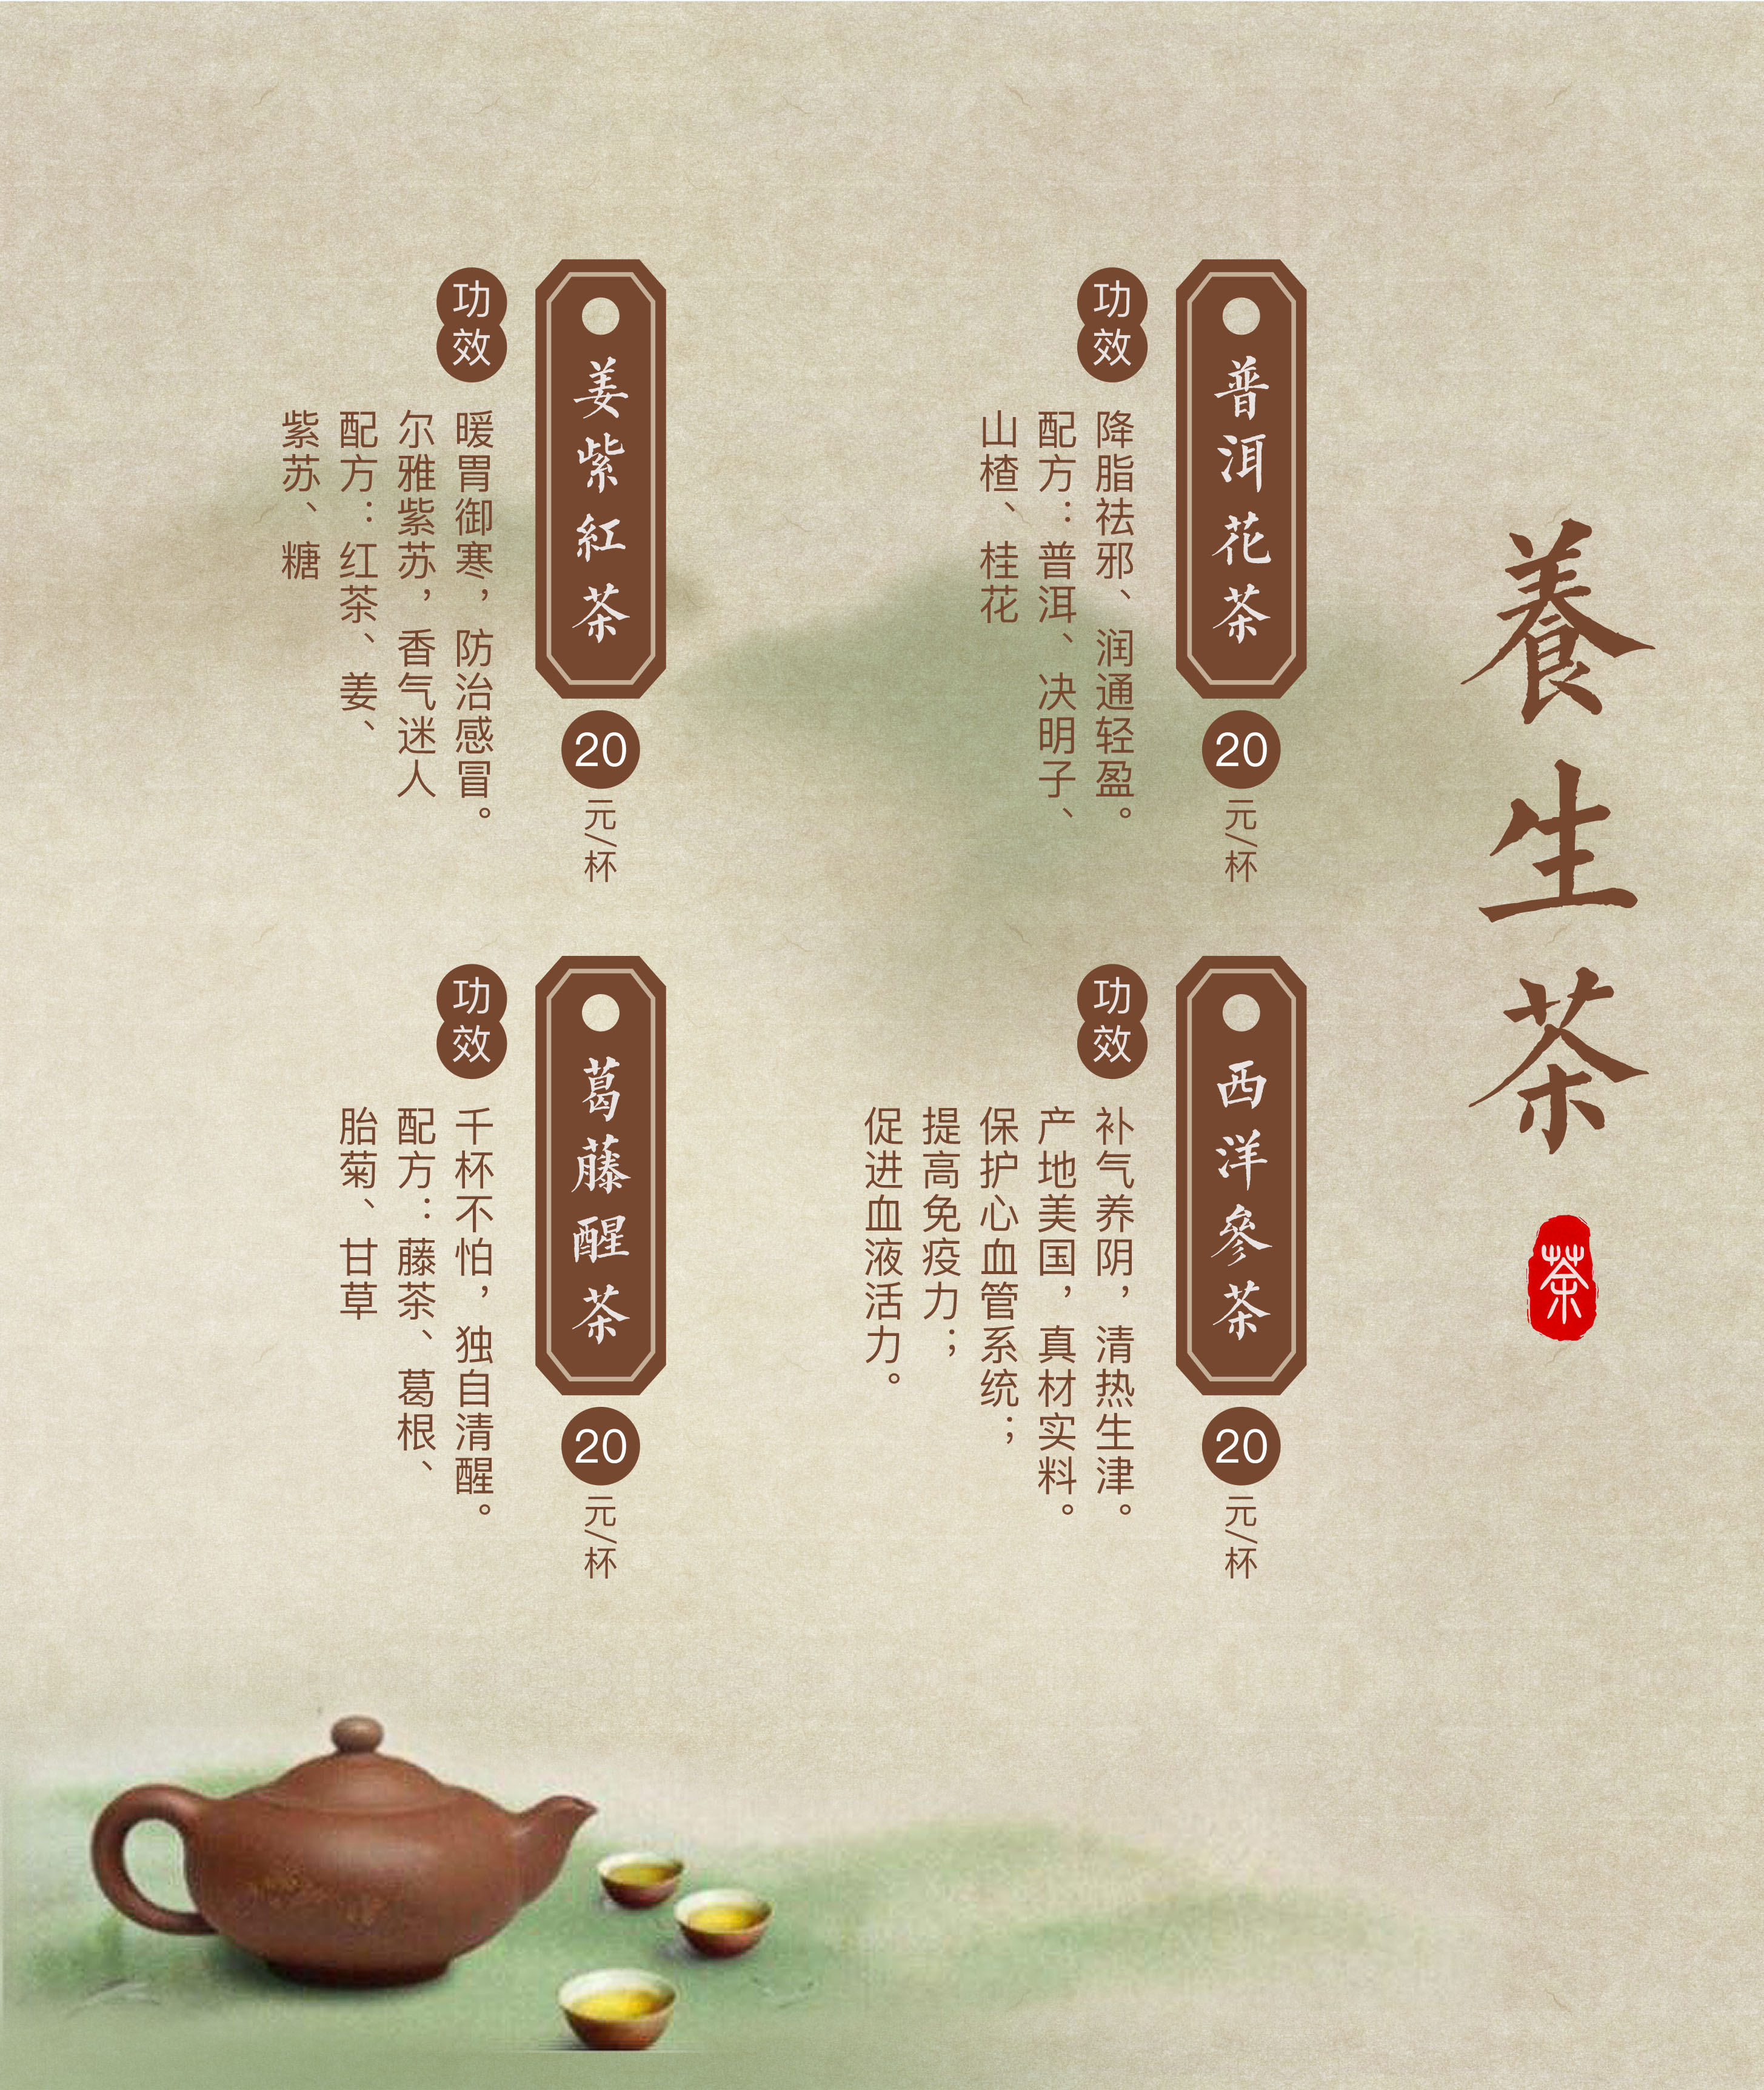 養生茶
茶
普洱花茶
20
元/杯
功效
降脂祛邪、润通轻盈。
配方：普洱、决明子、
山楂、桂花
姜紫紅茶
20
元/杯
功效
暖胃御寒，防治感冒。
尔雅紫苏，香气迷人
配方：红茶、姜、
紫苏、糖
西洋參茶
20
元/杯
功效
补气养阴，清热生津。
产地美国，真材实料。
保护心血管系统；
提高免疫力；
促进血液活力。
葛藤醒茶
20
元/杯
功效
千杯不怕，独自清醒。
配方：藤茶、葛根、
胎菊、甘草